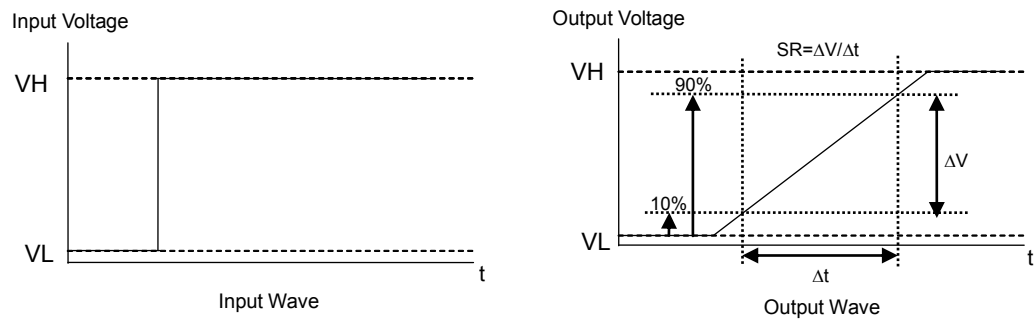 Input Voltage
VH
VL
t
Input Wave
Output Voltage
SR=ΔV/Δt
VH
90%
ΔV
10%
VL
t
Δt
Output Wave